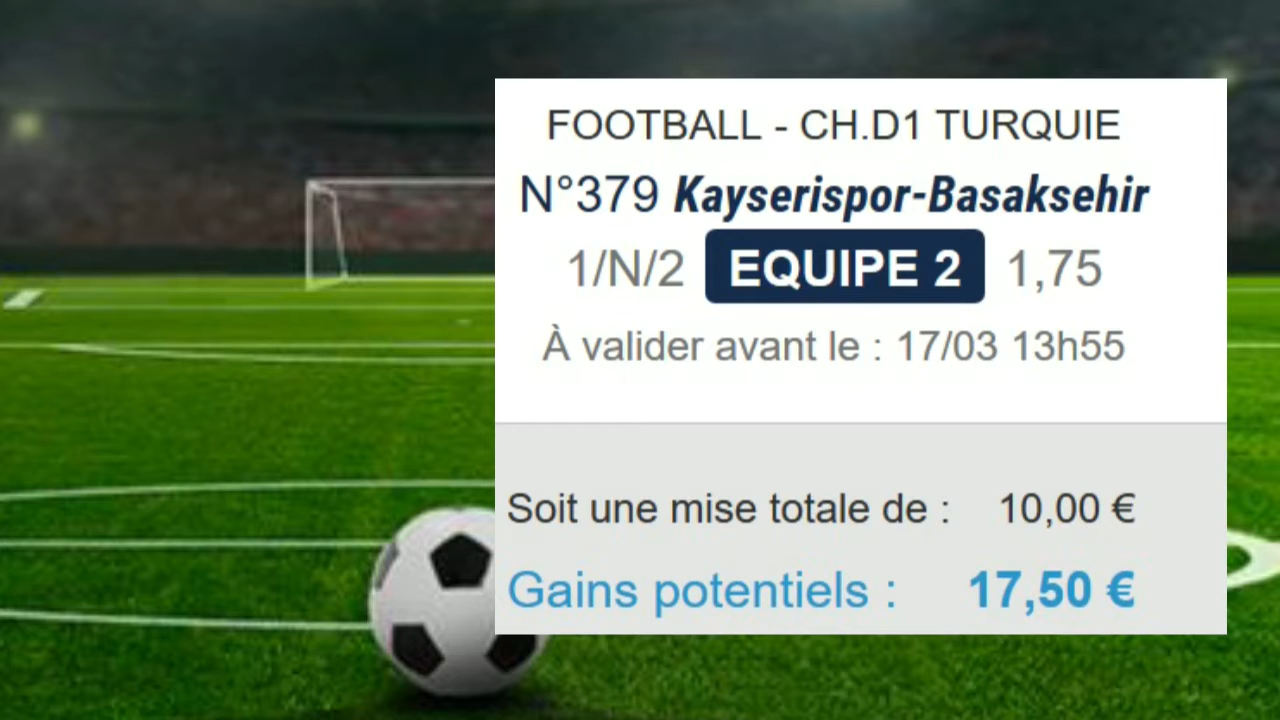 FOOTBALL - CH.D1 TURQUIE
N°379 Kayserispor-Basaksehir
1/N/2 EQUIPE 2 1,75
À valider avant le : 17/03 13h55
Soit une mise totale de : 10,00 €
Gains potentiels : 17,50 €